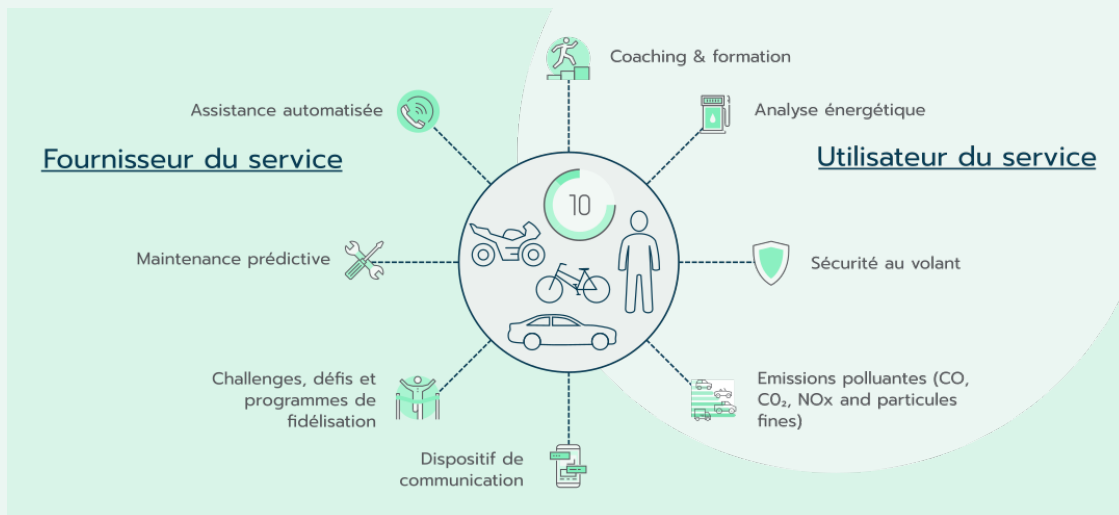 Coaching & formation
Assistance automatisée
Analyse énergétique
Fournisseur du service
Utilisateur du service
10
Maintenance prédictive
Sécurité au volant
Challenges, défis et
programmes de
fidélisation
Emissions polluantes (CO,
CO₂, NOx and particules
fines)
Dispositif de
communication